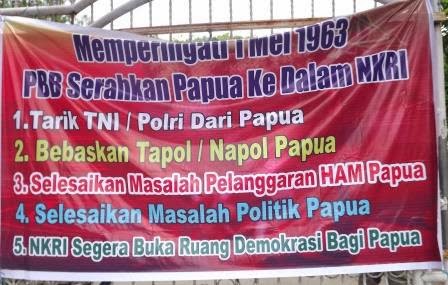 Memperingati 1 Mei 1963
PBB Serahkan Papua Ke Dalam NKRI
1.Tarik TNI / Polri Dari Papua
2. Bebaskan Tapol / Napol Papua
3. Selesaikan Masalah Pelanggaran HAM Papua
4. Selesaikan Masalah Politik Papua
5. NKRI Segera Buka Ruang Demokrasi Bagi Papua